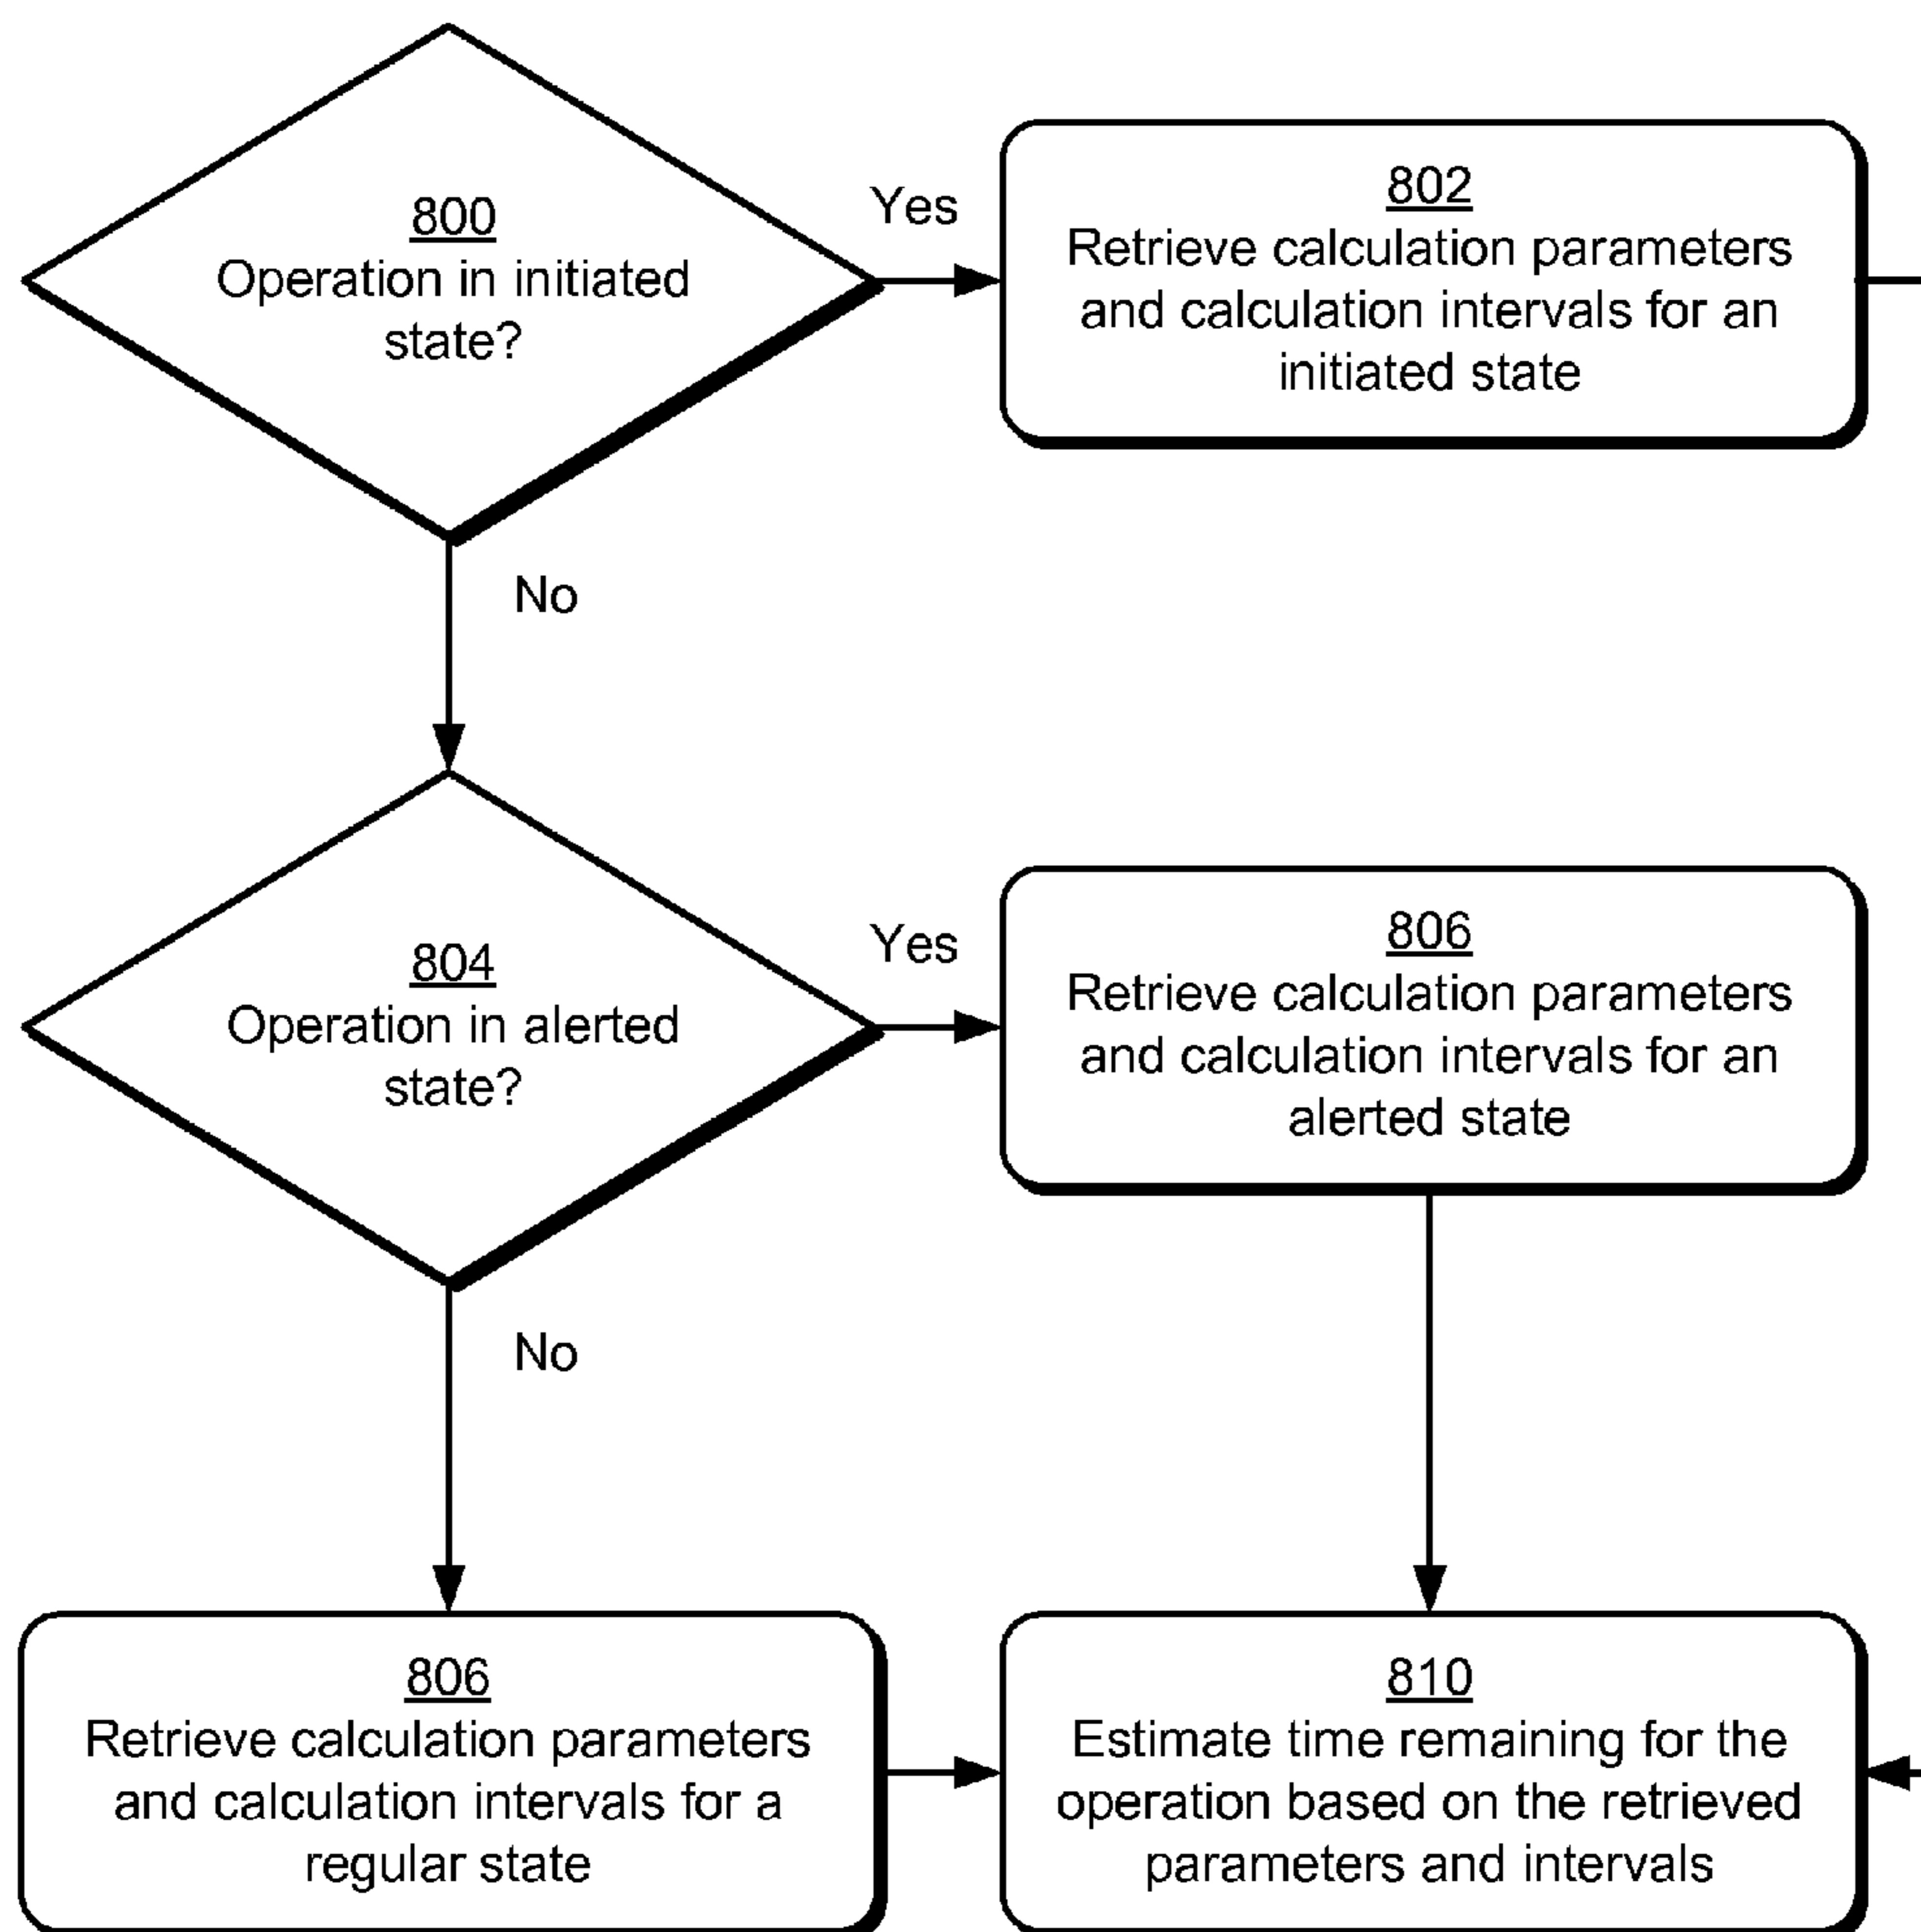 800
Operation in initiated
state?
Yes
802
Retrieve calculation parameters
and calculation intervals for an
initiated state
No
804
Operation in alerted
state?
Yes
806
Retrieve calculation parameters
and calculation intervals for an
alerted state
No
806
Retrieve calculation parameters
and calculation intervals for a
regular state
810
Estimate time remaining for the
operation based on the retrieved
parameters and intervals